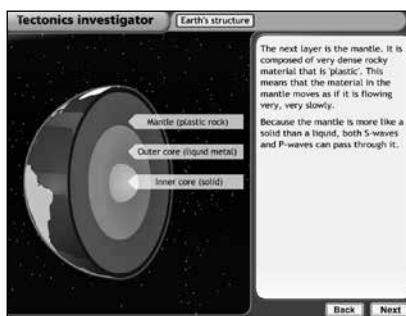 Tectonics investigator
Earth's structure
The next layer is the mantle. It is
composed of very dense rocky
material that is 'plastic'. This
means that the material in the
mantle moves as if it is flowing
very, very slowly.
Because the mantle is more like a
solid than a liquid, both S-waves
and P-waves can pass through it.
Mantle (plastic rock)
Outer core (liquid metal)
Inner core (solid)
Back
Next